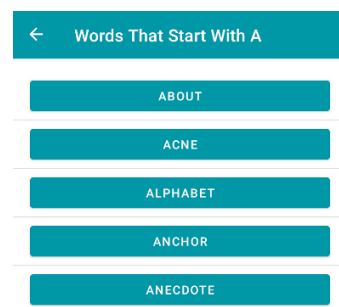 Words That Start With A
ABOUT
ACNE
ALPHABET
ANCHOR
ANECDOTE